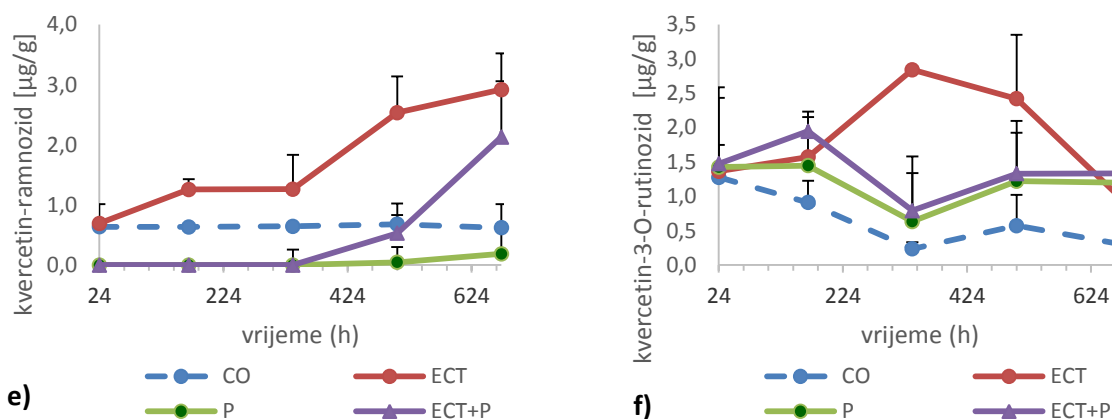 kvercetin-ramnozid [µg/g]
4,0
3,0
2,0
1,0
0,0
24 224 424 624
vrijeme (h)
CO ECT
P ECT+P
e)
kvercetin-3-O-rutinozid [µg/g]
3,5
3,0
2,5
2,0
1,5
1,0
0,5
0,0
24 224 424 624
vrijeme (h)
CO ECT
P ECT+P
f)